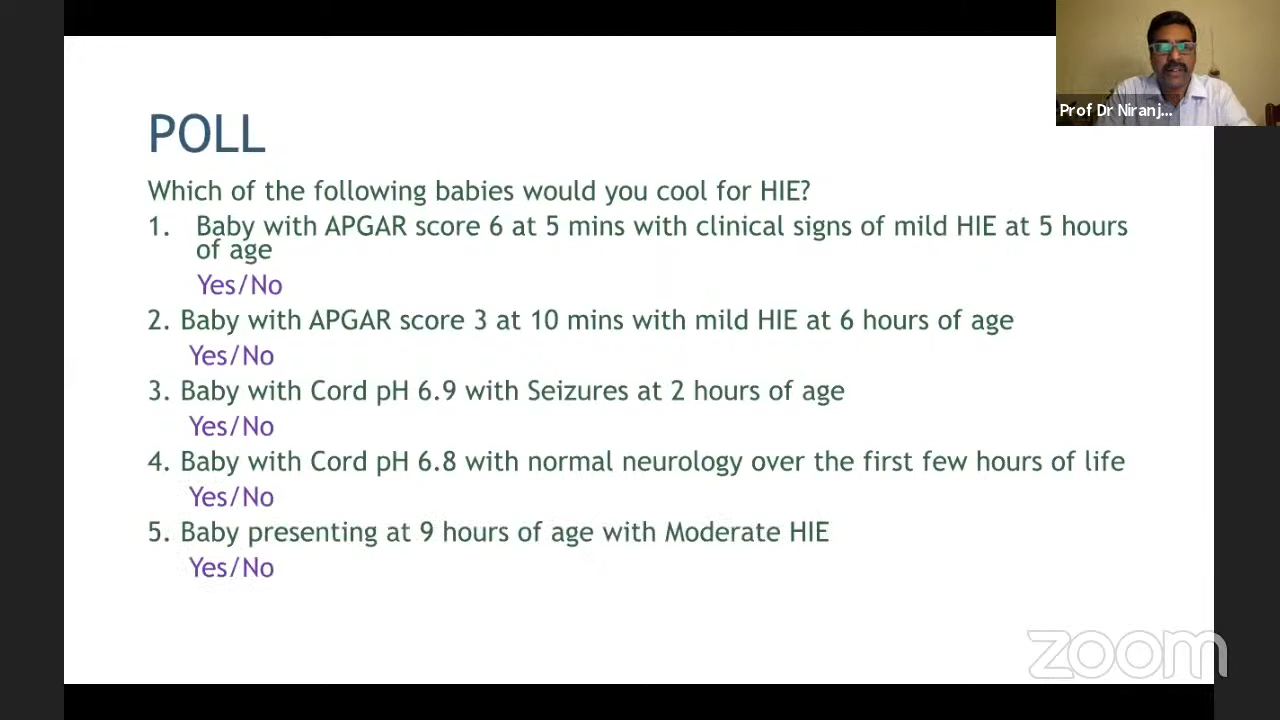 Prof Dr Niranj...
POLL
Which of the following babies would you cool for HIE?
1. Baby with APGAR score 6 at 5 mins with clinical signs of mild HIE at 5 hours
of age
Yes/No
2. Baby with APGAR score 3 at 10 mins with mild HIE at 6 hours of age
Yes/No
3. Baby with Cord pH 6.9 with Seizures at 2 hours of age
Yes/No
4. Baby with Cord pH 6.8 with normal neurology over the first few hours of life
Yes/No
5. Baby presenting at 9 hours of age with Moderate HIE
Yes/No
zoom